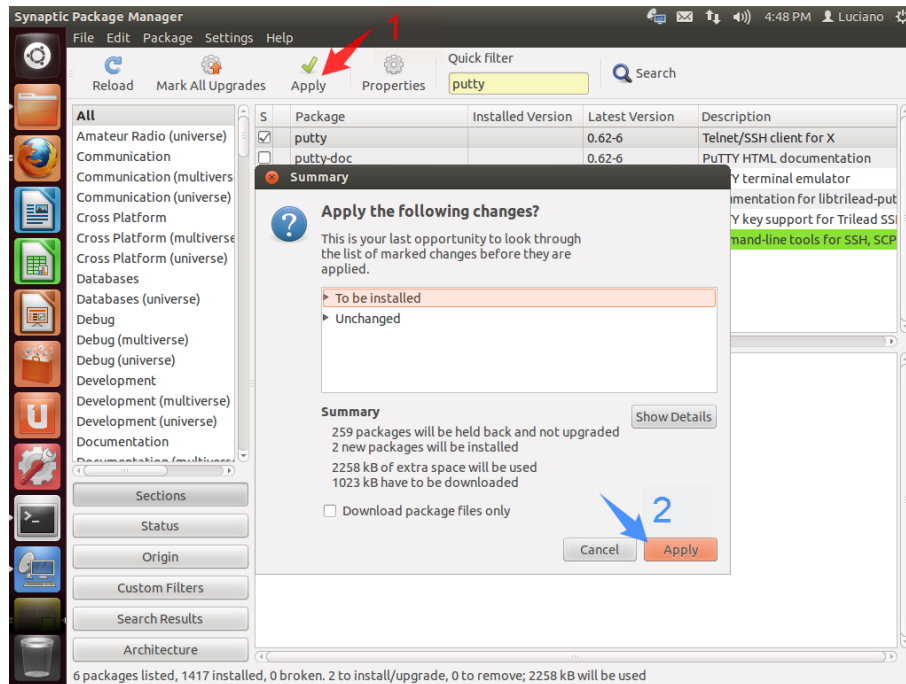 Synaptic Package Manager
4:48 PM Luciano
File Edit Package Settings Help
1
Reload Mark All Upgrades Apply Properties
Quick filter
putty
Search
All
Amateur Radio (universe)
Communication
Communication (multivers
Communication (universe)
Cross Platform
Cross Platform (multiverse
Cross Platform (universe)
Databases
Databases (universe)
Debug
Debug (multiverse)
Debug (universe)
Development
Development (multiverse)
Development (universe)
Documentation
Documentation (multiverse)
Sections
Status
Origin
Custom Filters
Search Results
Architecture
S Package Installed Version Latest Version Description
putty 0.62-6 Telnet/SSH client for X
putty-doc 0.62-6 PuTTY HTML documentation
Y terminal emulator
umentation for libtrilead-put
Y key support for Trilead SSI
mand-line tools for SSH, SCP
Summary
?
Apply the following changes?
This is your last opportunity to look through
the list of marked changes before they are
applied.
To be installed
Unchanged
Summary
Show Details
259 packages will be held back and not upgraded
2 new packages will be installed
2258 kB of extra space will be used
1023 kB have to be downloaded
Download package files only
2
Cancel Apply
U
>_
6 packages listed, 1417 installed, 0 broken. 2 to install/upgrade, 0 to remove; 2258 kB will be used